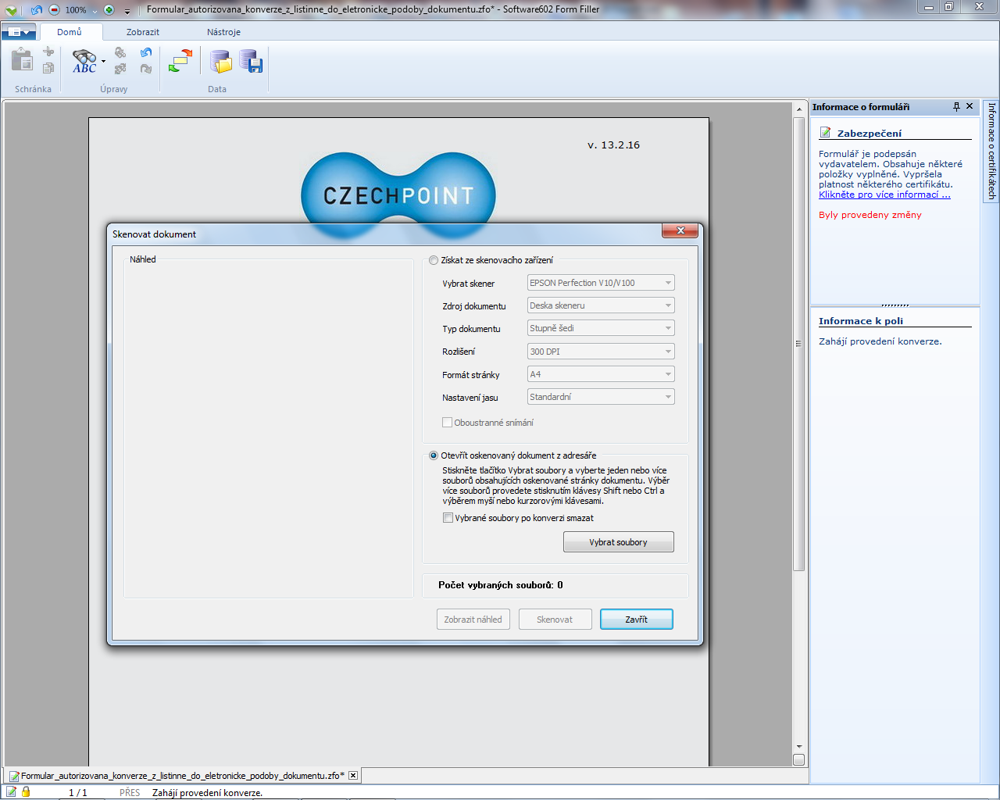 100%
Formular_autorizovana_konverze_z_listinne_do_eletronicke_podoby_dokumentu.zfo* - Software602 Form Filler
Domů
Zobrazit
Nástroje
ABC
Schránka
Úpravy
Data
v. 13.2.16
CZECHPOINT
Skenovat dokument
Náhled
Získat ze skenovacího zařízení
Vybrat skener
EPSON Perfection V10/V100
Zdroj dokumentu
Deska skeneru
Typ dokumentu
Stupně šedi
Rozlišení
300 DPI
Formát stránky
A4
Nastavení jasu
Standardní
Oboustranné snímání
Otevřít oskenovaný dokument z adresáře
Stiskněte tlačítko Vybrat soubory a vyberte jeden nebo více
souborů obsahujících oskenované stránky dokumentu. Výběr
více souborů provedete stisknutím klávesy Shift nebo Ctrl a
výběrem myší nebo kurzorovými klávesami.
Vybrané soubory po konverzi smazat
Vybrat soubory
Počet vybraných souborů: 0
Zobrazit náhled
Skenovat
Zavřít
Informace o formuláři
Zabezpečení
Formulář je podepsán
vydavatelem. Obsahuje některé
položky vyplněné. Vypršela
platnost některého certifikátu.
Klikněte pro více informací ...
Byly provedeny změny
Informace k poli
Zahájí provedení konverze.
Informace o certifikátech
Formular_autorizovana_konverze_z_listinne_do_eletronicke_podoby_dokumentu.zfo*
1 / 1
PŘES
Zahájí provedení konverze.